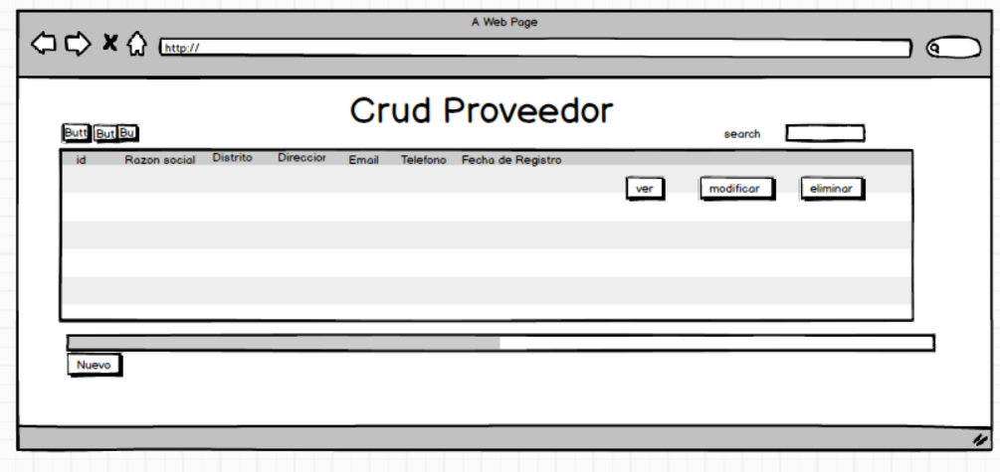 A Web Page
http://
Crud Proveedor
Butt But Bu search
id Razon social Distrito Direccior Email Telefono Fecha de Registro
ver modificar eliminar
Nuevo